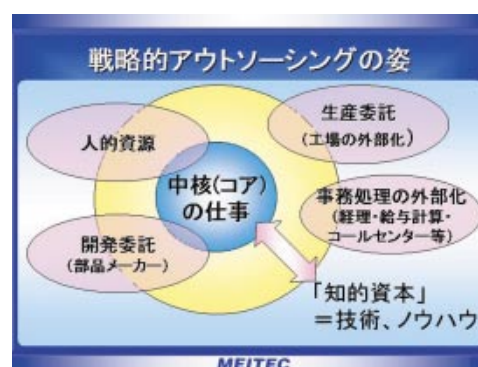 戦略的アウトソーシングの姿
人的資源
生産委託
(工場の外部化)
中核(コア)
の仕事
事務処理の外部化
(経理・給与計算・
コールセンター等)
開発委託
(部品メーカー)
「知的資本」
＝技術、ノウハウ
MEITEC